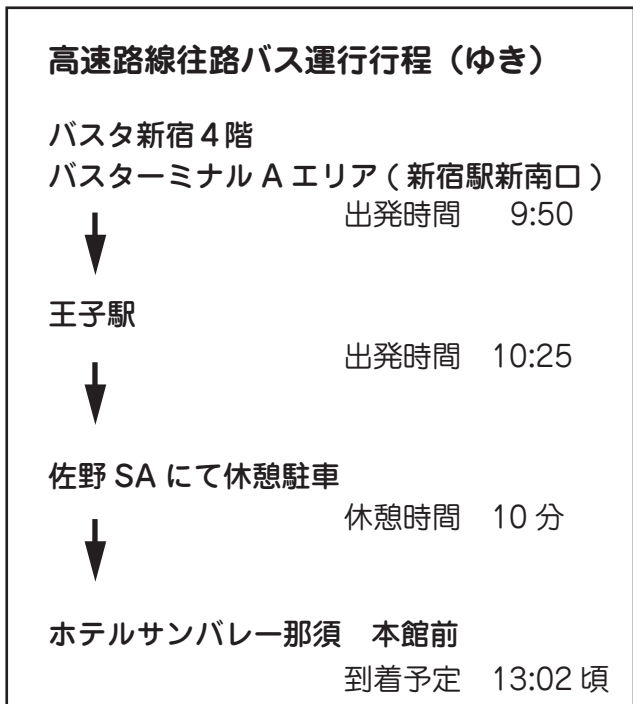 高速路線往路バス運行行程（ゆき）
バスタ新宿４階
バスターミナル A エリア ( 新宿駅新南口 )
出発時間　9:50
王子駅
出発時間　10:25
佐野 SA にて休憩駐車
休憩時間　10 分
ホテルサンバレー那須　本館前
到着予定　13:02 頃